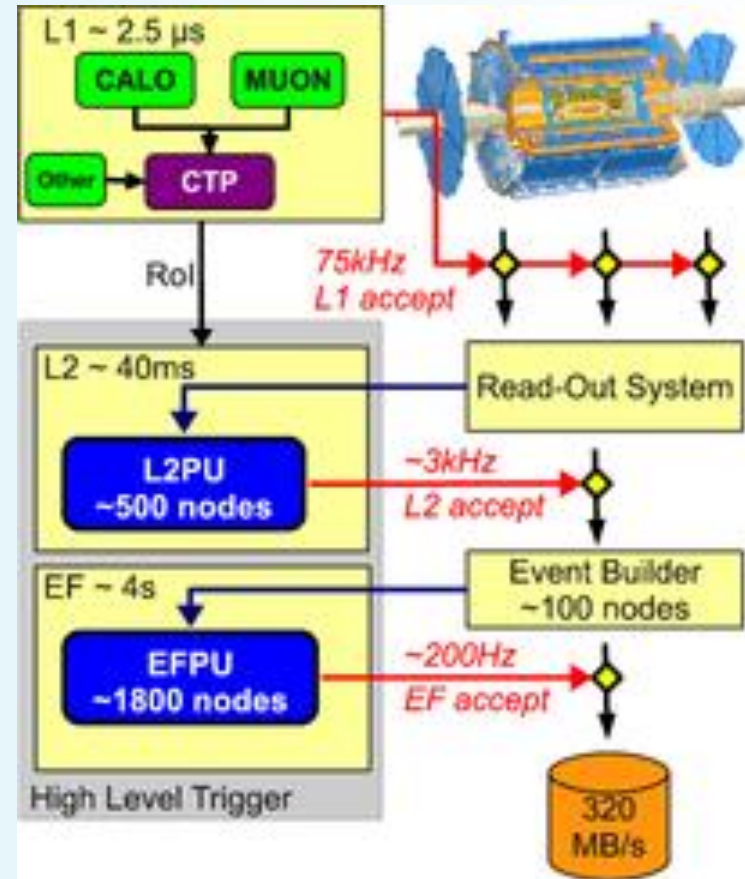 L1 ~ 2.5 µs
CALO
MUON
Other
CTP
RoI
75kHz
L1 accept
L2 ~ 40ms
Read-Out System
L2PU
~500 nodes
~3kHz
L2 accept
EF ~ 4s
Event Builder
~100 nodes
EFPU
~1800 nodes
~200Hz
EF accept
High Level Trigger
320
MB/s